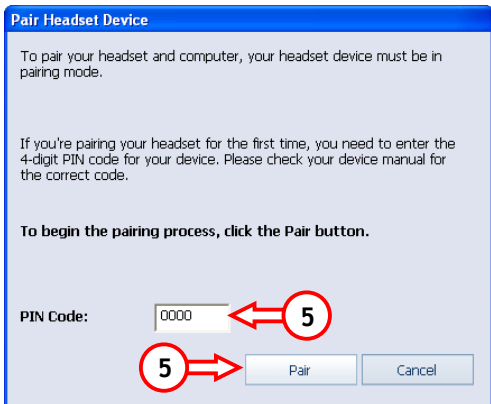 Pair Headset Device
To pair your headset and computer, your headset device must be in
pairing mode.
If you're pairing your headset for the first time, you need to enter the
4-digit PIN code for your device. Please check your device manual for
the correct code.
To begin the pairing process, click the Pair button.
PIN Code: 0000 5
5 Pair Cancel